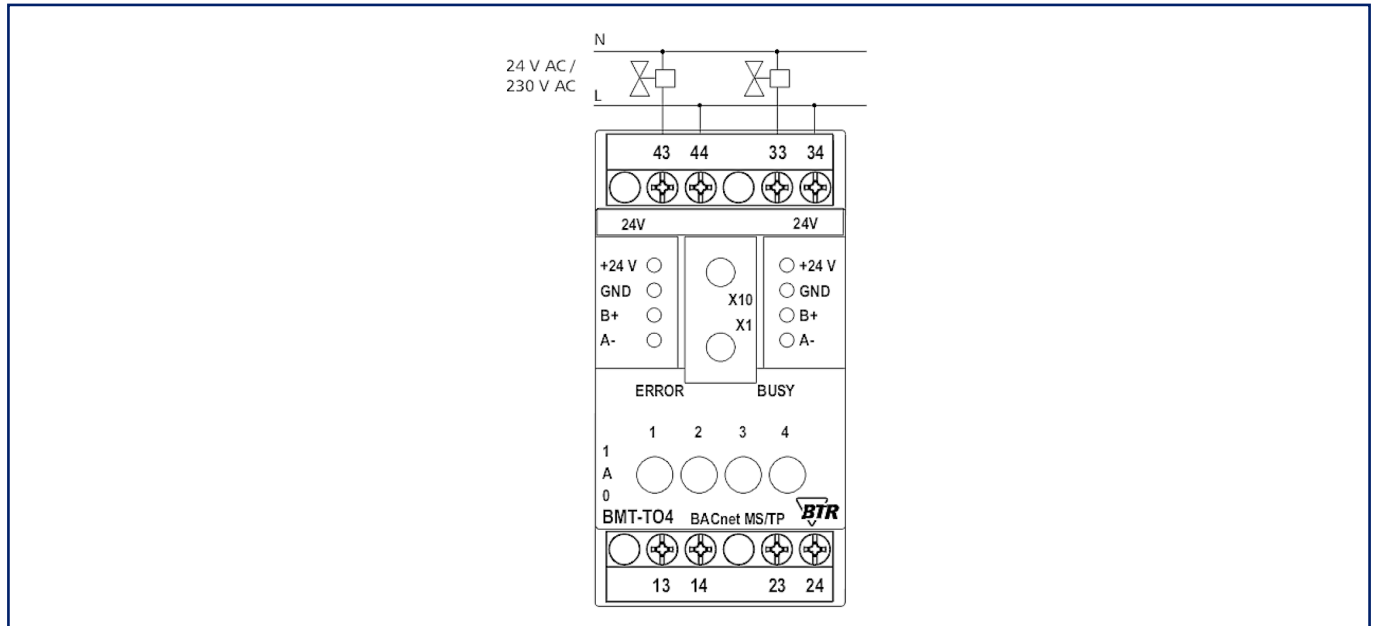 N
24 V AC /
230 V AC
L
43 44 33 34
24V 24V
+24 V +24 V
GND GND
X10
B+ B+
X1
A- A-
ERROR BUSY
1 2 3 4
1
A
0
BMT-TO4 BACnet MS/TP BTR
13 14 23 24